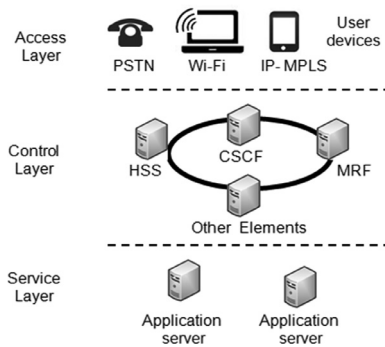 Access
Layer
User
devices
PSTN
Wi-Fi
IP- MPLS
Control
Layer
HSS
CSCF
MRF
Other Elements
Service
Layer
Application
server
Application
server